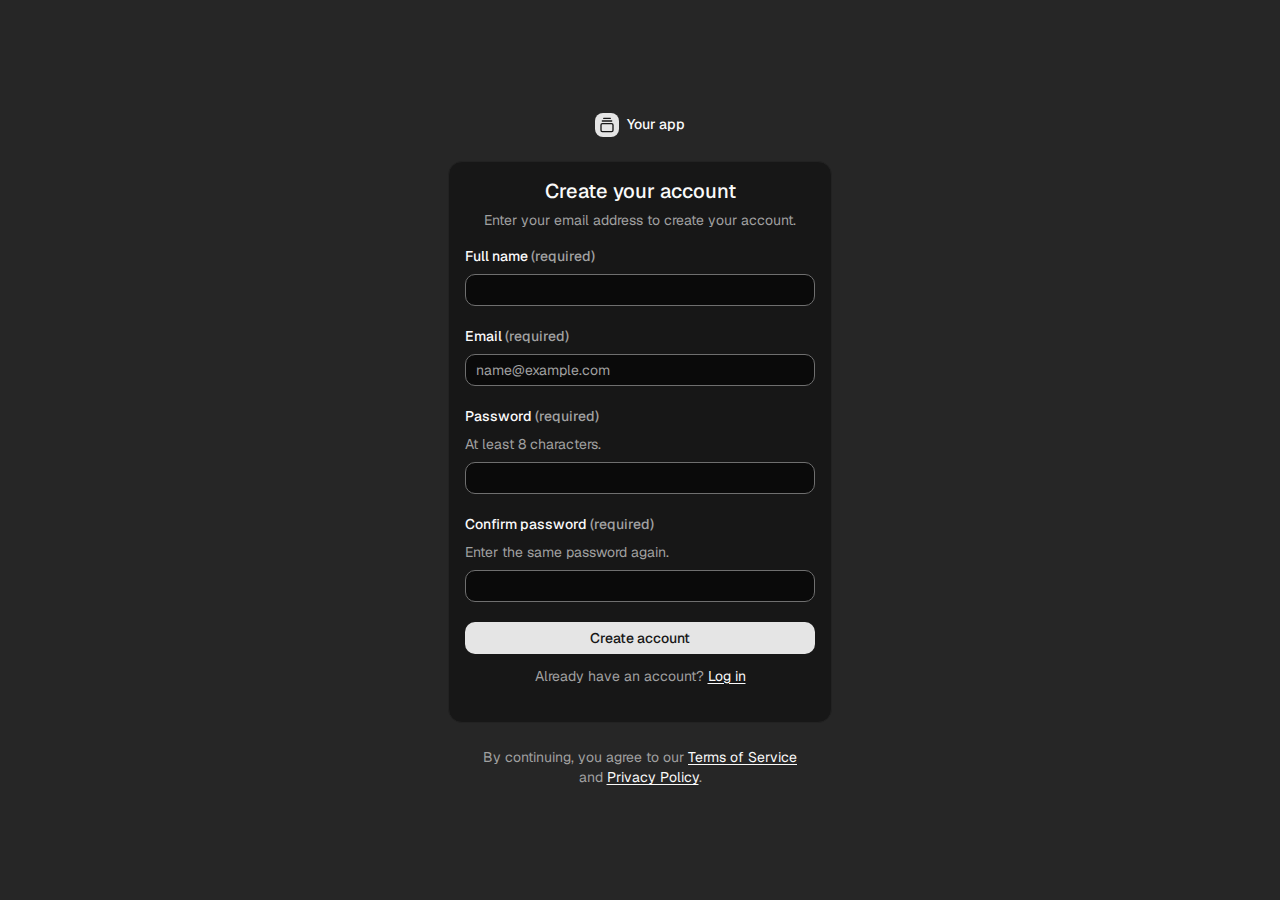 Your app
Create your account
Enter your email address to create your account.
Full name (required)
Email (required)
name@example.com
Password (required)
At least 8 characters.
Confirm password (required)
Enter the same password again.
Create account
Already have an account? Log in
By continuing, you agree to our Terms of Service
and Privacy Policy.